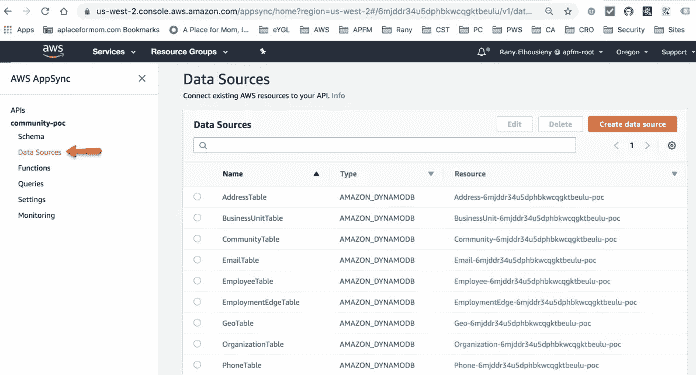 us-west-2.console.aws.amazon.com/appsync/home?region=us-west-2#/6mjddr34u5dphbkwcqgktbeulu/v1/dat...
Apps aplaceformom.com Bookmarks A Place for Mom, I... eYGL AWS APFM Rany CST PC PWS CA CRO Security Sites
aws Services Resource Groups Rany.Elhousieny @ apfm-root Oregon Support
AWS AppSync
APIs
community-poc
Schema
Data Sources
Functions
Queries
Settings
Monitoring
Data Sources
Connect existing AWS resources to your API. Info
Data Sources Edit Delete Create data source
1
Name Type Resource
AddressTable AMAZON_DYNAMODB Address-6mjddr34u5dphbkwcqgktbeulu-poc
BusinessUnitTable AMAZON_DYNAMODB BusinessUnit-6mjddr34u5dphbkwcqgktbeulu-poc
CommunityTable AMAZON_DYNAMODB Community-6mjddr34u5dphbkwcqgktbeulu-poc
EmailTable AMAZON_DYNAMODB Email-6mjddr34u5dphbkwcqgktbeulu-poc
EmployeeTable AMAZON_DYNAMODB Employee-6mjddr34u5dphbkwcqgktbeulu-poc
EmploymentEdgeTable AMAZON_DYNAMODB EmploymentEdge-6mjddr34u5dphbkwcqgktbeulu-poc
GeoTable AMAZON_DYNAMODB Geo-6mjddr34u5dphbkwcqgktbeulu-poc
OrganizationTable AMAZON_DYNAMODB Organization-6mjddr34u5dphbkwcqgktbeulu-poc
PhoneTable AMAZON_DYNAMODB Phone-6mjddr34u5dphbkwcqgktbeulu-poc